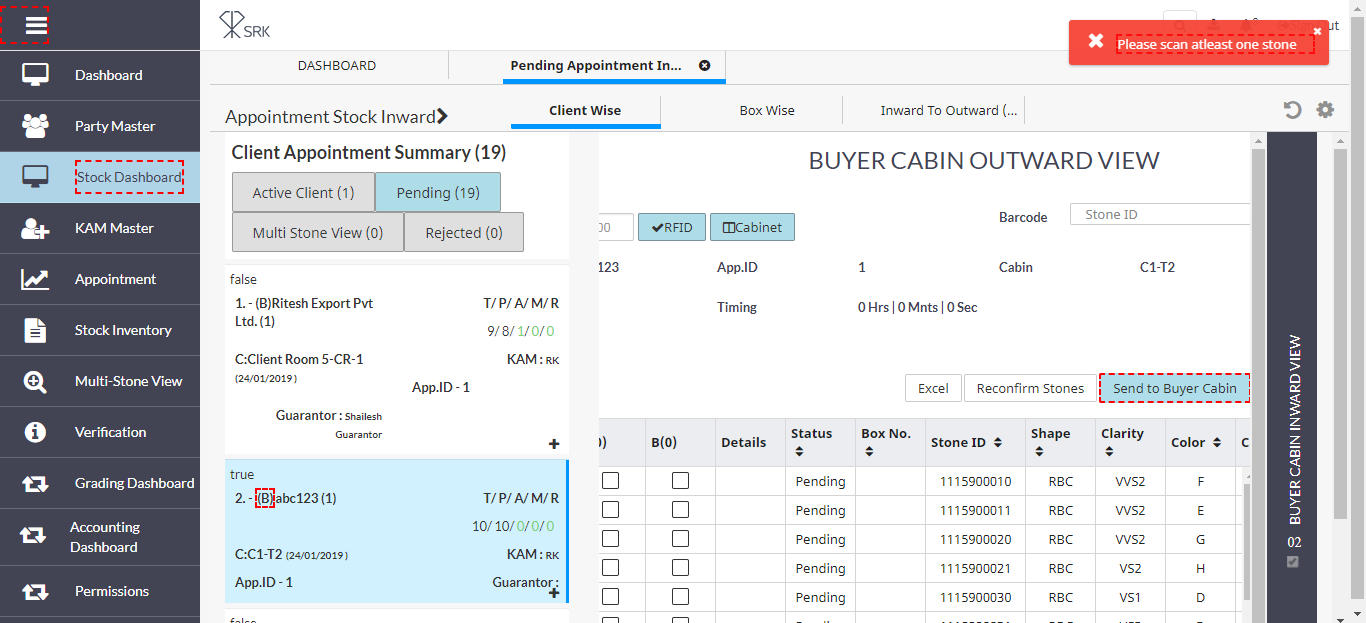 SRK
Please scan atleast one stone
Dashboard
Party Master
Stock Dashboard
KAM Master
Appointment
Stock Inventory
Multi-Stone View
Verification
Grading Dashboard
Accounting
Dashboard
Permissions
DASHBOARD
Pending Appointment In...
Appointment Stock Inward
Client Wise
Box Wise
Inward To Outward (...
Client Appointment Summary (19)
Active Client (1)
Pending (19)
Multi Stone View (0)
Rejected (0)
false
1. - (B)Ritesh Export Pvt
Ltd. (1)
T/ P/ A/ M/ R
9/ 8/ 1/ 0/ 0
C:Client Room 5-CR-1
(24/01/2019 )
KAM : RK
App.ID - 1
Guarantor : Shailesh
Guarantor
true
2. - (B)abc123 (1)
T/ P/ A/ M/ R
10/ 10/ 0/ 0/ 0
C:C1-T2 (24/01/2019 )
KAM : RK
App.ID - 1
Guarantor :
false
BUYER CABIN OUTWARD VIEW
00
RFID
Cabinet
Barcode
Stone ID
123
App.ID
1
Cabin
C1-T2
Timing
0 Hrs | 0 Mnts | 0 Sec
Excel
Reconfirm Stones
Send to Buyer Cabin
0)
B(0)
Details
Status
Box No.
Stone ID
Shape
Clarity
Color
C
Pending 1115900010 RBC VVS2 F
Pending 1115900011 RBC VVS2 E
Pending 1115900020 RBC VVS2 G
Pending 1115900021 RBC VS2 H
Pending 1115900030 RBC VS1 D
BUYER CABIN INWARD VIEW
02